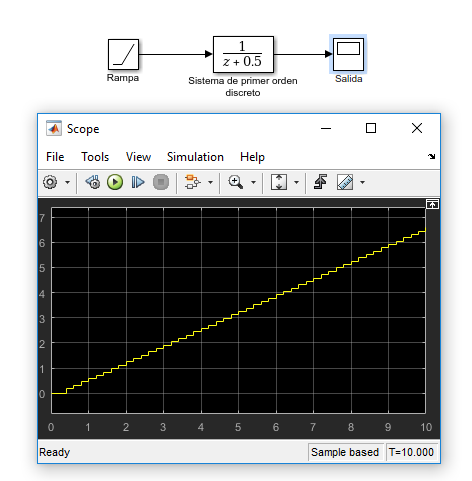 1
z + 0.5
Rampa
Sistema de primer orden
discreto
Salida
Scope
File Tools View Simulation Help
7
6
5
4
3
2
1
0
0 1 2 3 4 5 6 7 8 9 10
Ready Sample based T=10.000